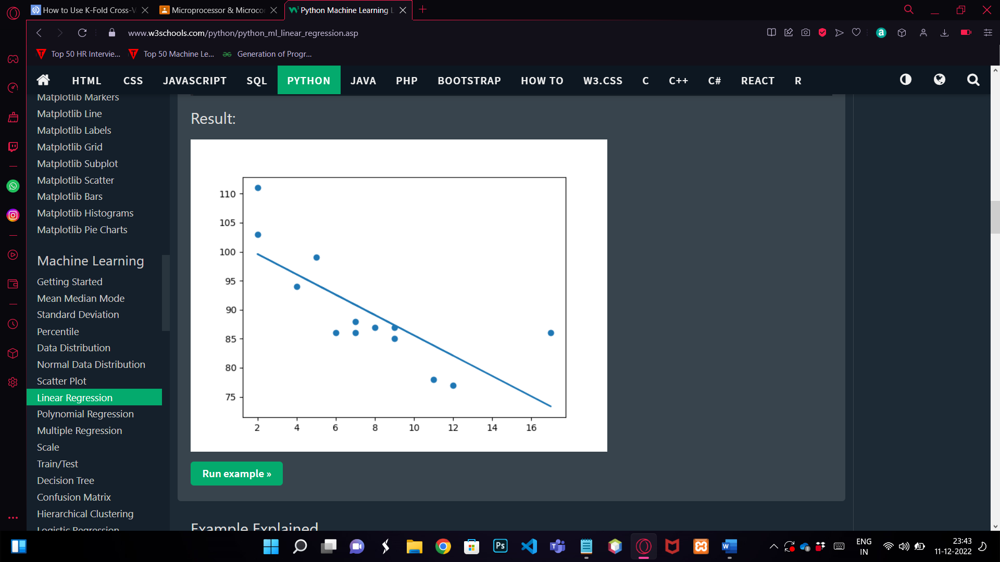 How to Use K-Fold Cross-V
Microprocessor & Microco
Python Machine Learning L
www.w3schools.com/python/python_ml_linear_regression.asp
Top 50 HR Intervie...
Top 50 Machine Le...
Generation of Progr...
HTML CSS JAVASCRIPT SQL PYTHON JAVA PHP BOOTSTRAP HOW TO W3.CSS C C++ C# REACT R
Matplotlib Markers
Matplotlib Line
Matplotlib Labels
Matplotlib Grid
Matplotlib Subplot
Matplotlib Scatter
Matplotlib Bars
Matplotlib Histograms
Matplotlib Pie Charts
Machine Learning
Getting Started
Mean Median Mode
Standard Deviation
Percentile
Data Distribution
Normal Data Distribution
Scatter Plot
Linear Regression
Polynomial Regression
Multiple Regression
Scale
Train/Test
Decision Tree
Confusion Matrix
Hierarchical Clustering
Logistic Regression
Result:
110
105
100
95
90
85
80
75
2 4 6 8 10 12 14 16
Run example »
Example Explained
Ps
ENG
IN
23:43
11-12-2022